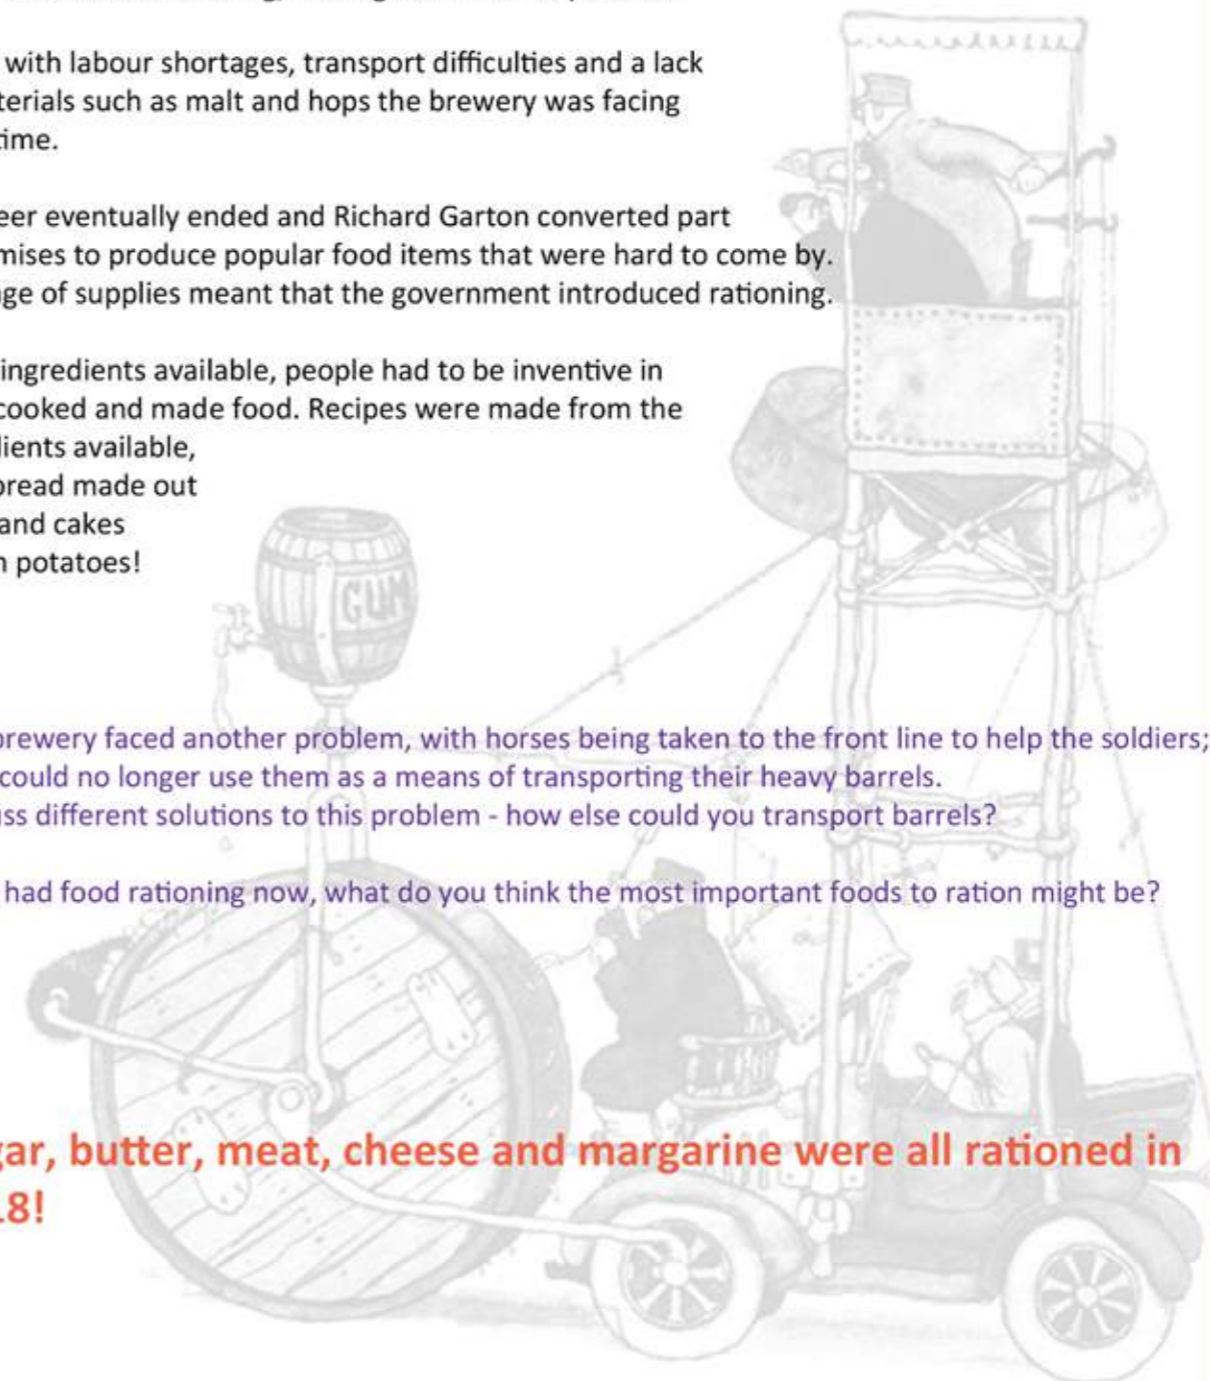 with labour shortages, transport difficulties and a lack
terials such as malt and hops the brewery was facing
time.
eer eventually ended and Richard Garton converted part
mises to produce popular food items that were hard to come by.
age of supplies meant that the government introduced rationing.
ingredients available, people had to be inventive in
cooked and made food. Recipes were made from the
lients available,
bread made out
and cakes
n potatoes!
GUM
brewery faced another problem, with horses being taken to the front line to help the soldiers;
could no longer use them as a means of transporting their heavy barrels.
uss different solutions to this problem - how else could you transport barrels?
had food rationing now, what do you think the most important foods to ration might be?
gar, butter, meat, cheese and margarine were all rationed in
18!